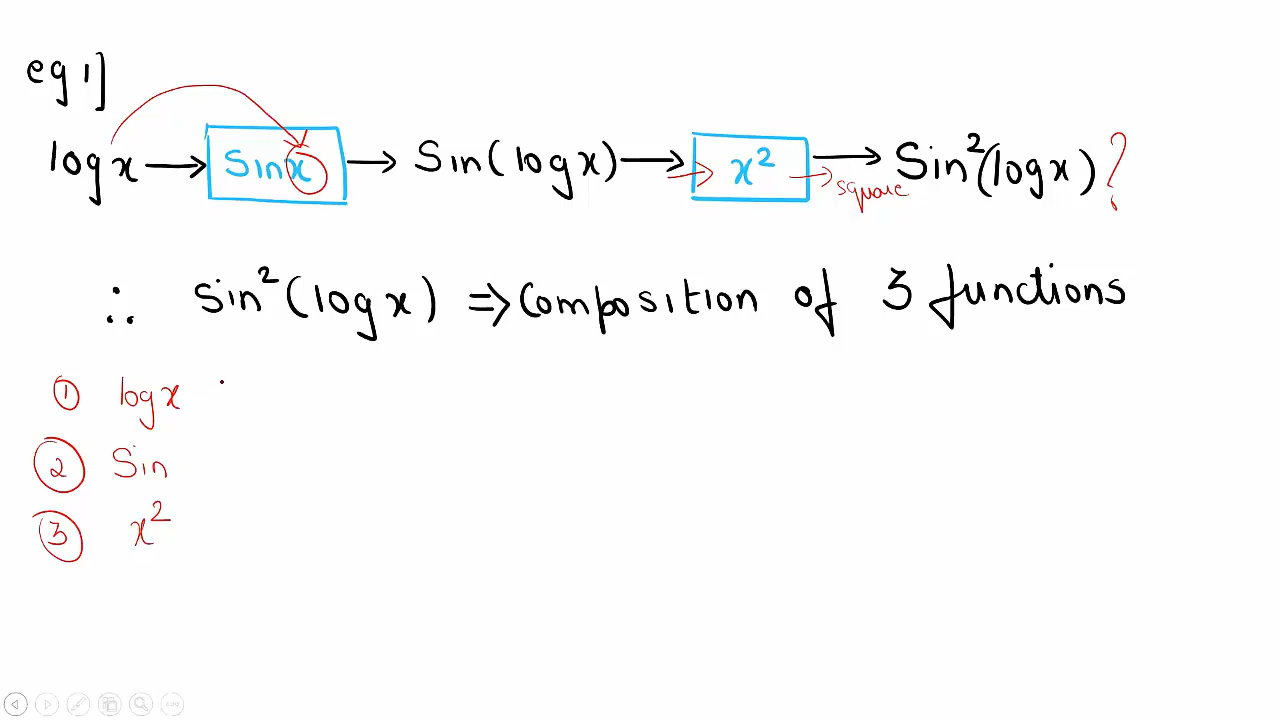 eg 1]
log x → Sin x → Sin(log x) → x² → Sin²(log x) ?
square
∴ Sin²(log x) ⇒ Composition of 3 functions
① log x
② Sin
③ x²